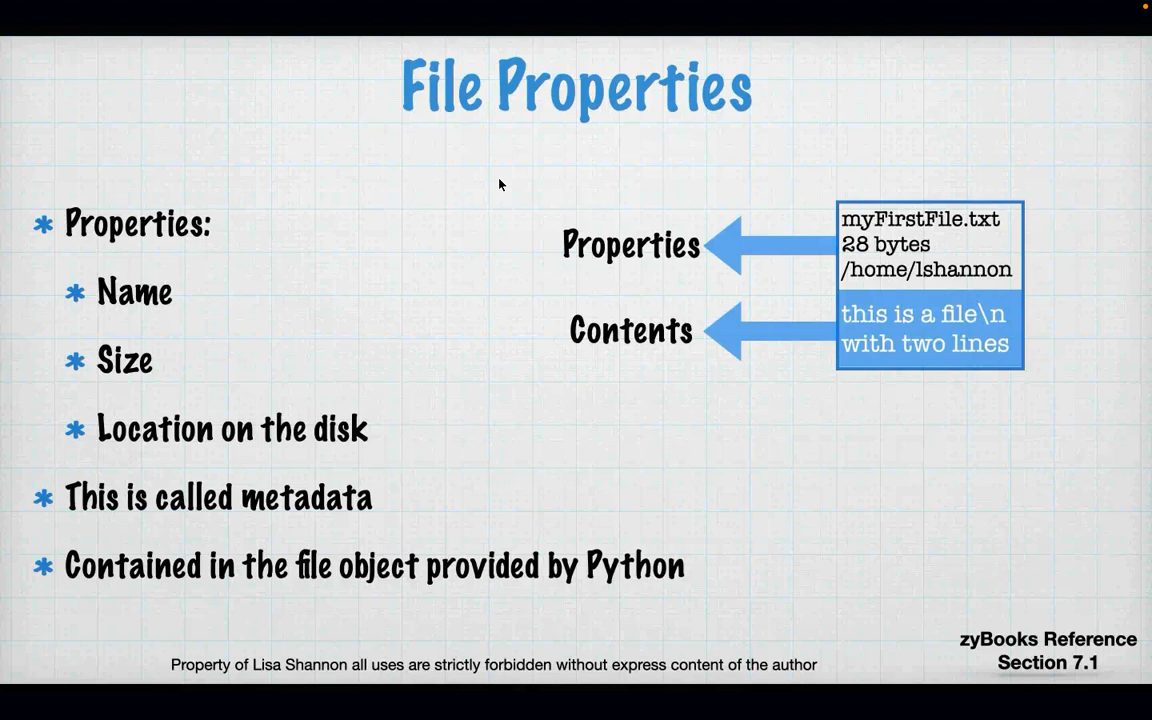 File Properties
Properties:
Name
Size
Location on the disk
This is called metadata
Contained in the file object provided by Python
Properties
Contents
myFirstFile.txt
28 bytes
/home/lshannon
this is a file\n
with two lines
zyBooks Reference
Section 7.1
Property of Lisa Shannon all uses are strictly forbidden without express content of the author